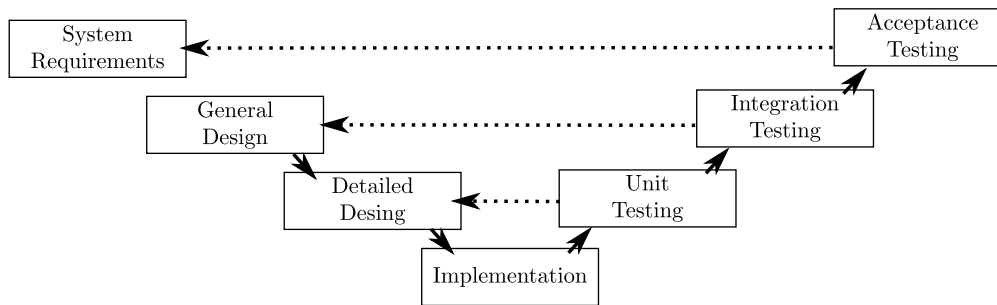 System
Requirements
Acceptance
Testing
General
Design
Integration
Testing
Detailed
Desing
Unit
Testing
Implementation